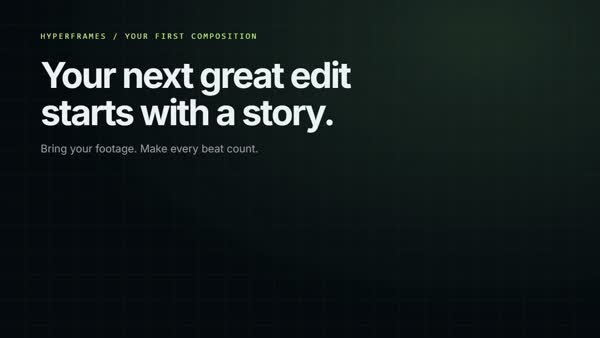 HYPERFRAMES / YOUR FIRST COMPOSITION
Your next great edit
starts with a story.
Bring your footage. Make every beat count.